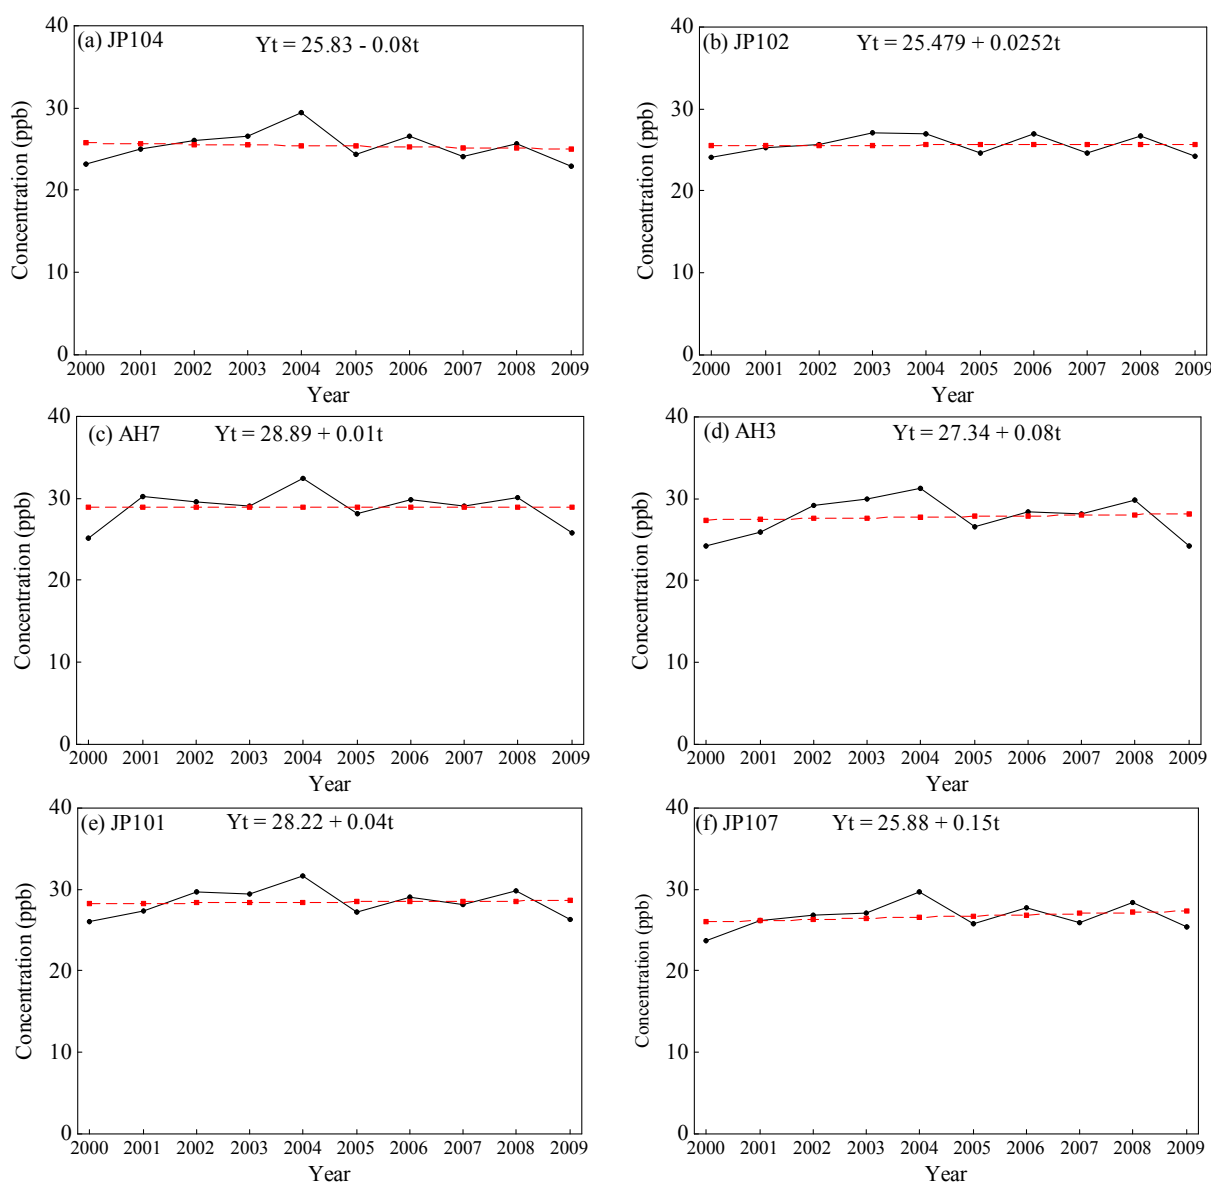 (a) JP104
Yt = 25.83 - 0.08t
Concentration (ppb)
40
30
20
10
0
2000 2001 2002 2003 2004 2005 2006 2007 2008 2009
Year
(b) JP102
Yt = 25.479 + 0.0252t
Concentration (ppb)
40
30
20
10
0
2000 2001 2002 2003 2004 2005 2006 2007 2008 2009
Year
(c) AH7
Yt = 28.89 + 0.01t
Concentration (ppb)
40
30
20
10
0
2000 2001 2002 2003 2004 2005 2006 2007 2008 2009
Year
(d) AH3
Yt = 27.34 + 0.08t
Concentration (ppb)
40
30
20
10
0
2000 2001 2002 2003 2004 2005 2006 2007 2008 2009
Year
(e) JP101
Yt = 28.22 + 0.04t
Concentration (ppb)
40
30
20
10
0
2000 2001 2002 2003 2004 2005 2006 2007 2008 2009
Year
(f) JP107
Yt = 25.88 + 0.15t
Concentration (ppb)
40
30
20
10
0
2000 2001 2002 2003 2004 2005 2006 2007 2008 2009
Year